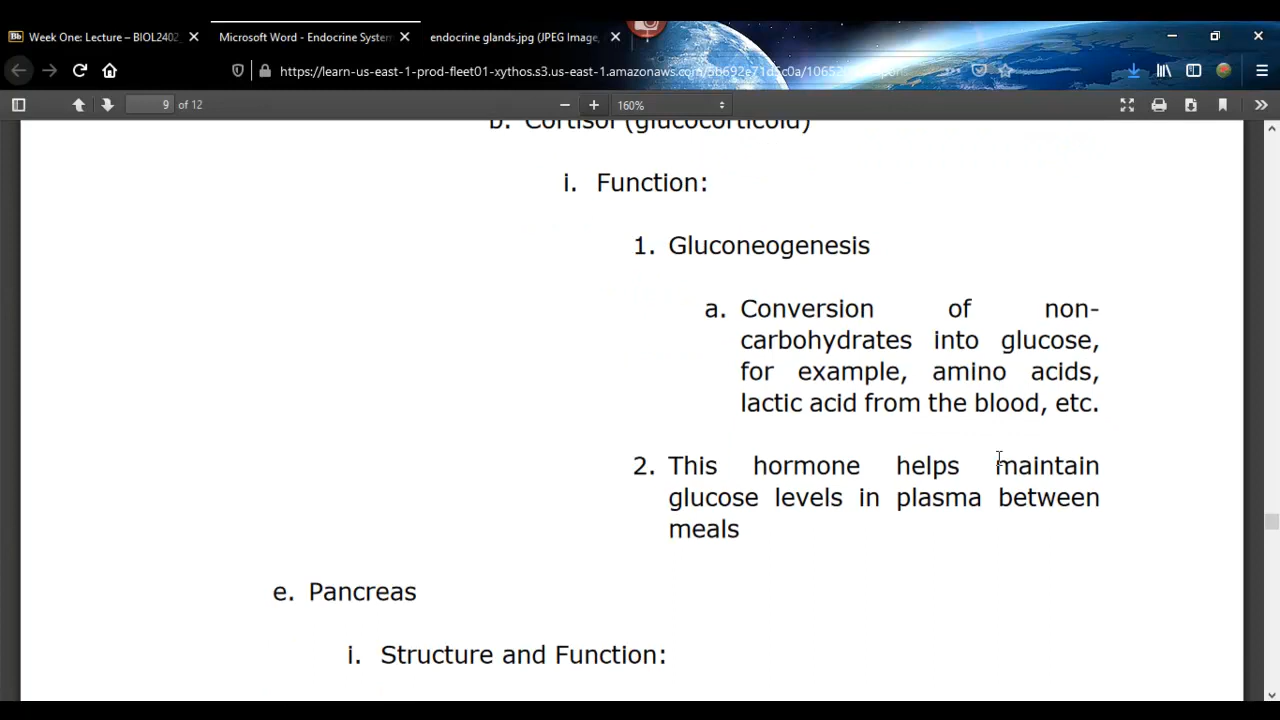 Week One: Lecture – BIOL2402
Microsoft Word - Endocrine System
endocrine glands.jpg (JPEG Image,
https://learn-us-east-1-prod-fleet01-xythos.s3.us-east-1.amazonaws.com/
9 of 12
160%
b. Cortisol (glucocorticoid)
i. Function:
1. Gluconeogenesis
a. Conversion of non-
carbohydrates into glucose,
for example, amino acids,
lactic acid from the blood, etc.
2. This hormone helps maintain
glucose levels in plasma between
meals
e. Pancreas
i. Structure and Function: